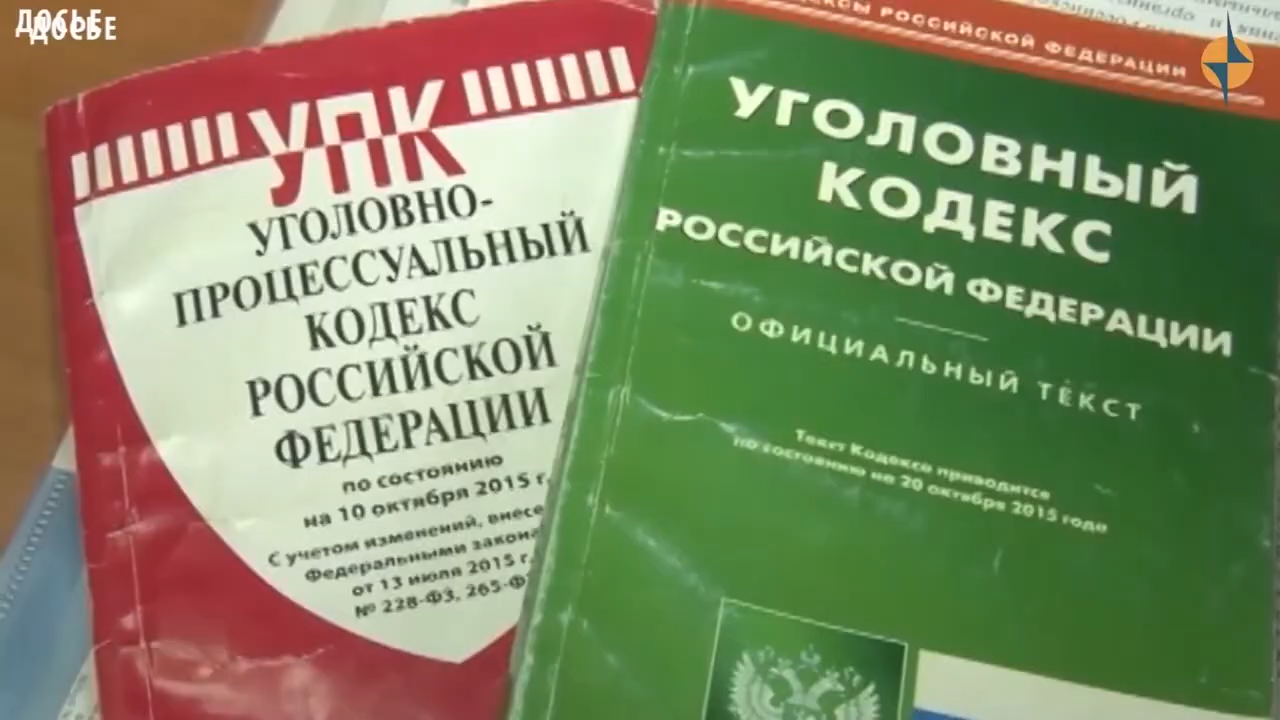 ДОСЬЕ
ДОСЬЕ
УПК
УГОЛОВНО-
ПРОЦЕССУАЛЬНЫЙ
КОДЕКС
РОССИЙСКОЙ
ФЕДЕРАЦИИ
по состоянию
на 10 октября 2015 г.
С учетом изменений, внесе
Федеральными закона
от 13 июля 2015 г.
№ 228-ФЗ, 265-Ф
КСЫ РОССИЙСКОЙ ФЕДЕРАЦИИ
УГОЛОВНЫЙ
КОДЕКС
РОССИЙСКОЙ ФЕДЕРАЦИИ
ОФИЦИАЛЬНЫЙ ТЕКСТ
Текст Кодекса приводится
по состоянию на 20 октября 2015 года